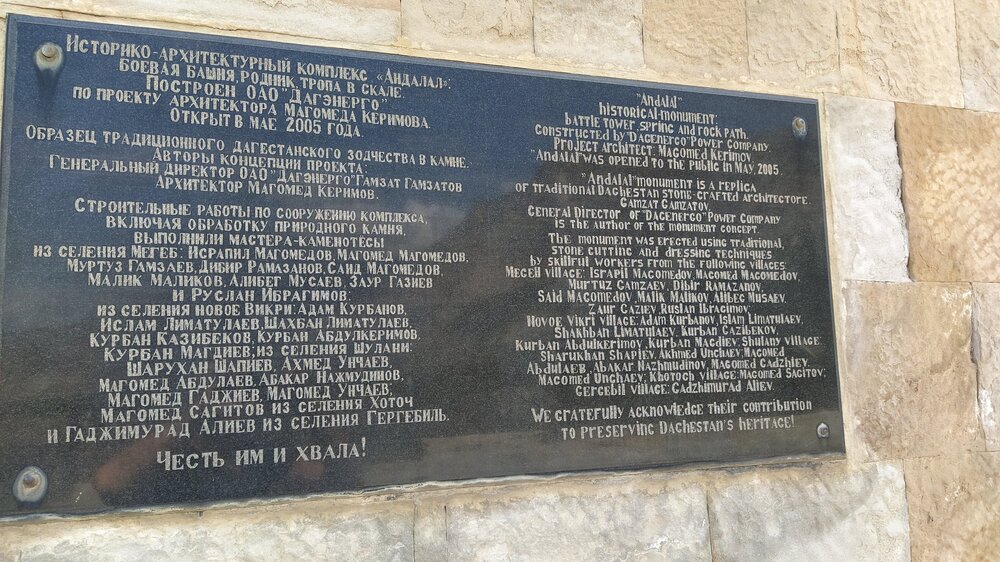 Историко-архитектурный комплекс «Андалал»:
боевая башня, родник, тропа в скале.
Построен ОАО "Дагэнерго"
по проекту архитектора Магомеда Керимова.
Открыт в мае 2005 года.
Образец традиционного дагестанского зодчества в камне.
Авторы концепции проекта:
Генеральный директор ОАО "Дагэнерго" Гамзат Гамзатов
Архитектор Магомед Керимов.
Строительные работы по сооружению комплекса,
включая обработку природного камня,
выполнили мастера-каменотёсы
из селения Мегеб: Исрапил Магомедов, Магомед Магомедов,
Муртуз Гамзаев, Дибир Рамазанов, Саид Магомедов,
Малик Маликов, Алибег Мусаев, Заур Газиев
и Руслан Ибрагимов;
из селения Новое Викри: Адам Курбанов,
Ислам Лиматулаев, Шахбан Лиматулаев,
Курбан Казибеков, Курбан Абдулкеримов,
Курбан Магдиев; из селения Шулани:
Шарухан Шапиев, Ахмед Унчаев,
Магомед Абдулаев, Абакар Нажмудинов,
Магомед Гаджиев, Магомед Унчаев,
Магомед Сагитов из селения Хоточ
и Гаджимурад Алиев из селения Гергебиль.
Честь им и хвала!
"Andalal"
historical monument:
battle tower, spring and rock path.
Constructed by "Dagenergo" Power Company.
Project architect: Magomed Kerimov.
"Andalal" was opened to the public in May, 2005.
"Andalal" monument is a replica
of traditional Daghestan stone-crafted architecture.
Gamzat Gamzatov,
General Director of "Dagenergo" Power Company
is the author of the monument concept.
The monument was erected using traditional
stone cutting and dressing techniques
by skillful workers from the fullowing villages.
Megeh village: Israpil Magomedov, Magomed Magomedov,
Murtuz Gamzaev, Dibir Ramazanov,
Said Magomedov, Malik Malikov, Alibeg Musaev,
Zaur Gaziev, Ruslan Ibragimov;
Novoe Vikri village: Adam Kurbanov, Islam Limatulaev,
Shakhban Limatulaev, Kurban Gazibekov,
Kurban Abdulkerimov, Kurban Magdiev; Shulany village:
Sharukhan Shapiev, Akhmed Unchaev, Magomed
Abdulaev, Abakar Nazhmudinov, Magomed Gadzhiev,
Magomed Unchaev; Khotoch village: Magomed Sagitov;
Gergebil village: Gadzhimurad Aliev.
We gratefully acknowledge their contribution
to preserving Daghestan's heritage!